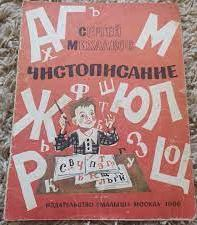 СЕРГЕЙ
МИХАЛКОВ
ЧИСТОПИСАНИЕ
ИЗДАТЕЛЬСТВО «МАЛЫШ» МОСКВА 1966